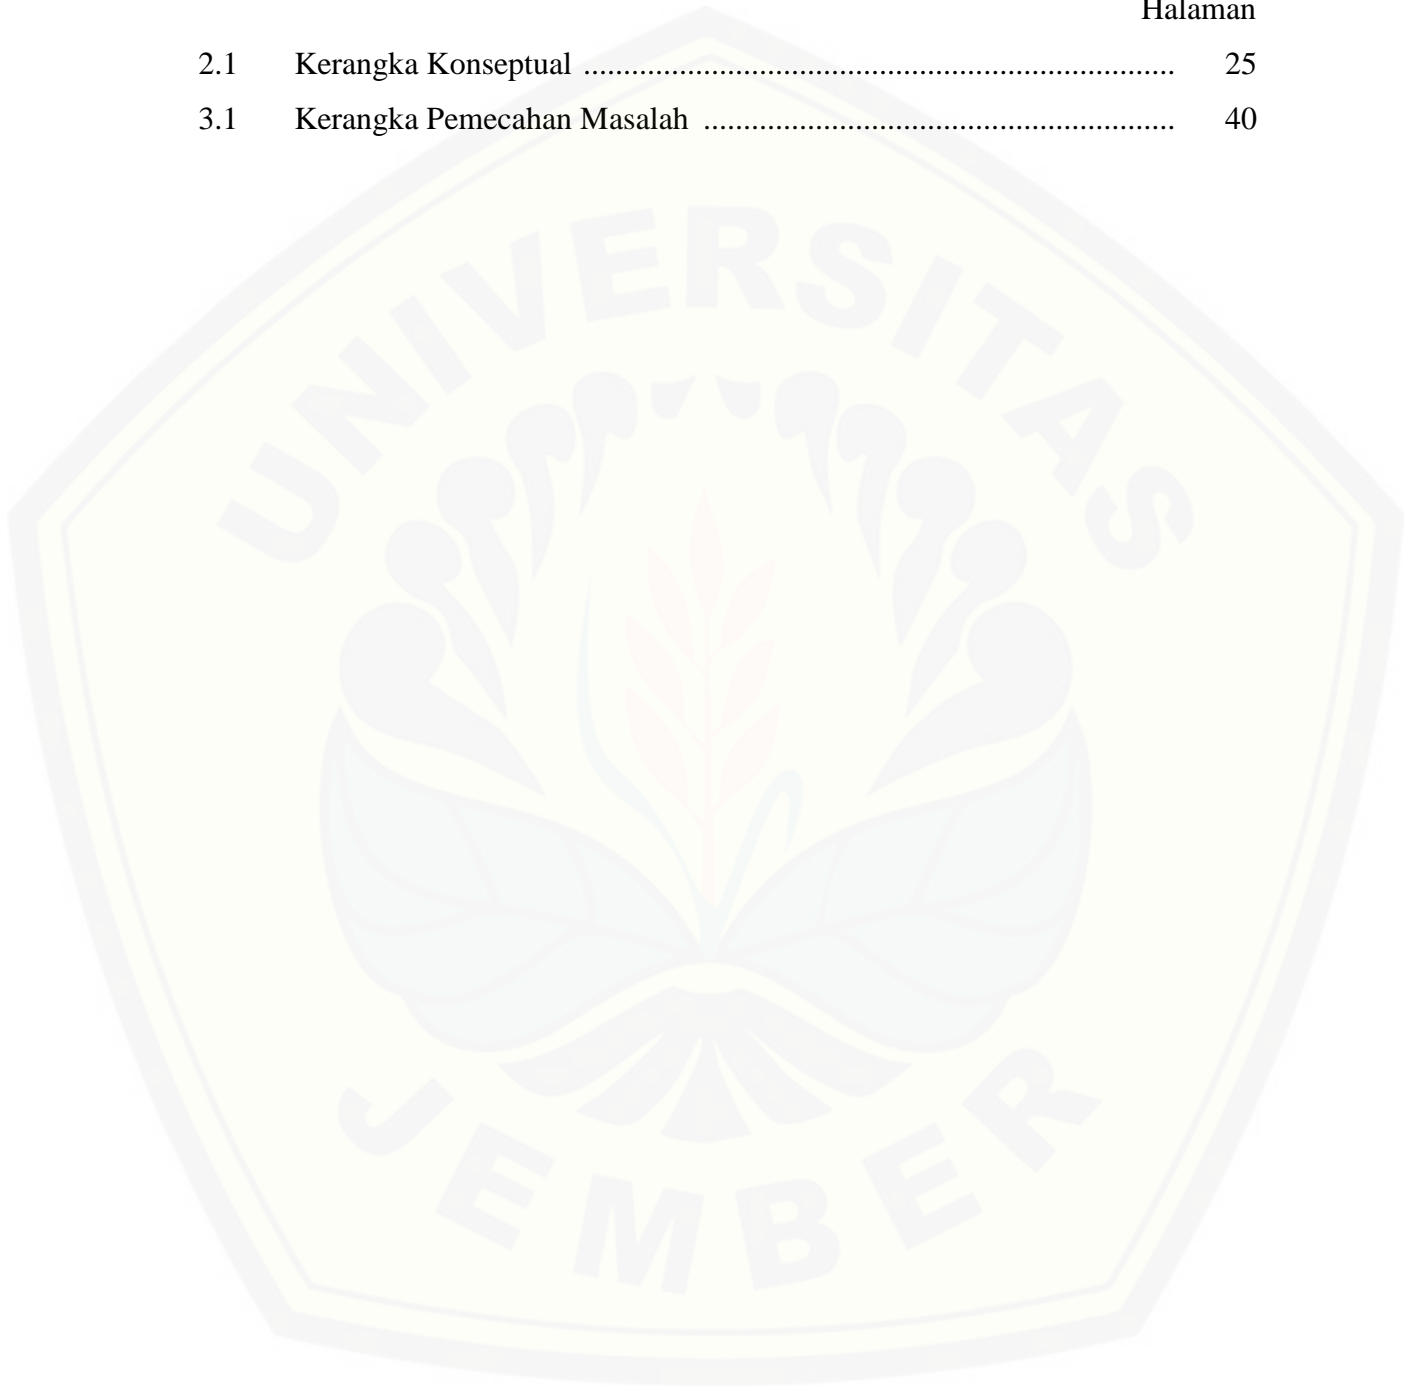 Halaman
2.1 Kerangka Konseptual .......................................................................... 25
3.1 Kerangka Pemecahan Masalah ........................................................... 40
UNIVERSITAS
JEMBER